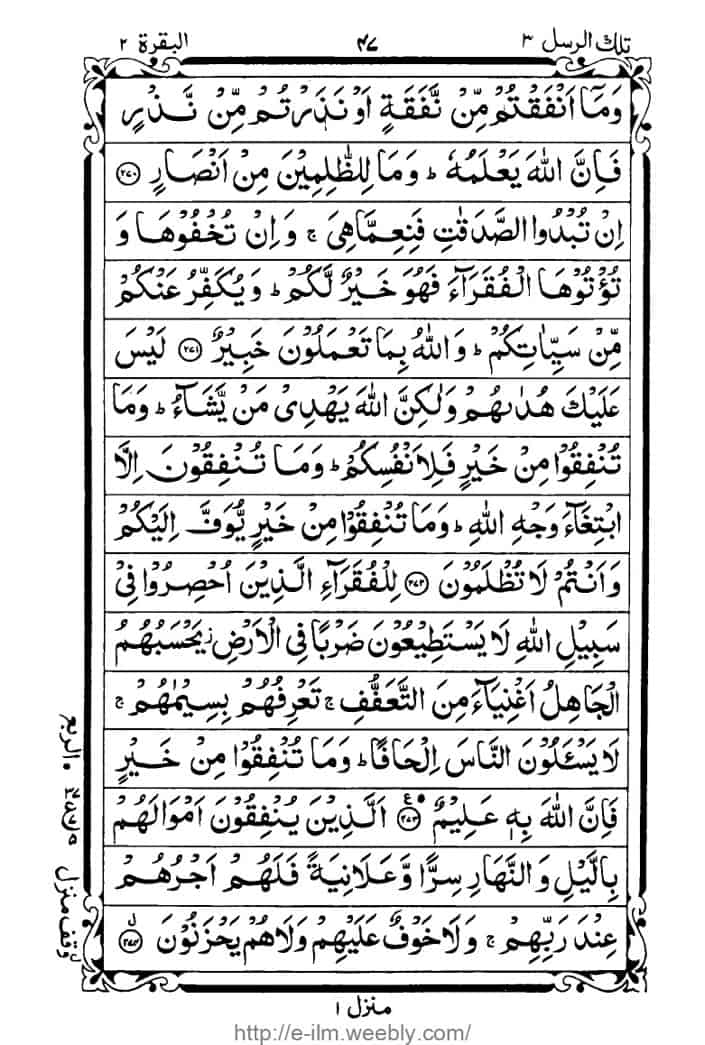 تلك الرسل ٣ ٤٧ البقرة ٢
وَمَاۤ اَنْفَقْتُمْ مِّنْ نَّفَقَةٍ اَوْ نَذَرْتُمْ مِّنْ نَّذْرٍ
فَاِنَّ اللّٰهَ يَعْلَمُهٗ ؕ وَمَا لِلظّٰلِمِيْنَ مِنْ اَنْصَارٍ ﴿٢٧٠﴾
اِنْ تُبْدُوا الصَّدَقٰتِ فَنِعِمَّا هِىَ ۚ وَاِنْ تُخْفُوْهَا وَ
تُؤْتُوْهَا الْفُقَرَآءَ فَهُوَ خَيْرٌ لَّكُمْ ؕ وَيُكَفِّرُ عَنْكُمْ
مِّنْ سَيِّاٰتِكُمْ ؕ وَاللّٰهُ بِمَا تَعْمَلُوْنَ خَبِيْرٌ ﴿٢٧١﴾ لَيْسَ
عَلَيْكَ هُدٰىهُمْ وَلٰكِنَّ اللّٰهَ يَهْدِىْ مَنْ يَّشَآءُ ؕ وَمَا
تُنْفِقُوْا مِنْ خَيْرٍ فَلِاَنْفُسِكُمْ ؕ وَمَا تُنْفِقُوْنَ اِلَّا
ابْتِغَآءَ وَجْهِ اللّٰهِ ؕ وَمَا تُنْفِقُوْا مِنْ خَيْرٍ يُّوَفَّ اِلَيْكُمْ
وَاَنْتُمْ لَا تُظْلَمُوْنَ ﴿٢٧٢﴾ لِلْفُقَرَآءِ الَّذِيْنَ اُحْصِرُوْا فِىْ
سَبِيْلِ اللّٰهِ لَا يَسْتَطِيْعُوْنَ ضَرْبًا فِى الْاَرْضِ ز يَحْسَبُهُمُ
الْجَاهِلُ اَغْنِيَآءَ مِنَ التَّعَفُّفِ ۚ تَعْرِفُهُمْ بِسِيْمٰهُمْ ۚ
لَا يَسْـَٔلُوْنَ النَّاسَ اِلْحَافًا ؕ وَمَا تُنْفِقُوْا مِنْ خَيْرٍ
فَاِنَّ اللّٰهَ بِهٖ عَلِيْمٌ ﴿٢٧٣﴾ ع اَلَّذِيْنَ يُنْفِقُوْنَ اَمْوَالَهُمْ
بِالَّيْلِ وَالنَّهَارِ سِرًّا وَّعَلَانِيَةً فَلَهُمْ اَجْرُهُمْ
عِنْدَ رَبِّهِمْ ۚ وَلَا خَوْفٌ عَلَيْهِمْ وَلَا هُمْ يَحْزَنُوْنَ ﴿٢٧٤﴾
الربع
وقف منزل
منزل ١
http://e-ilm.weebly.com/